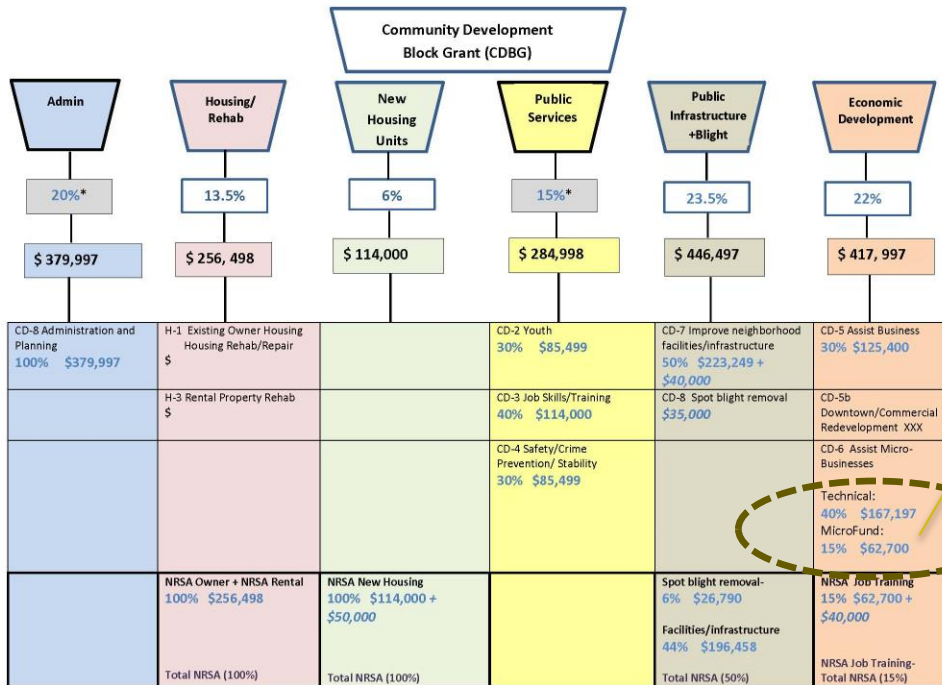 Community Development
Block Grant (CDBG)
Admin
Housing/
Rehab
New
Housing
Units
Public
Services
Public
Infrastructure
+Blight
Economic
Development
20%*
13.5%
6%
15%*
23.5%
22%
$ 379,997
$ 256, 498
$ 114,000
$ 284,998
$ 446,497
$ 417, 997
CD-8 Administration and
Planning
100% $379,997
H-1 Existing Owner Housing
Housing Rehab/Repair
$
H-3 Rental Property Rehab
$
CD-2 Youth
30% $85,499
CD-3 Job Skills/Training
40% $114,000
CD-4 Safety/Crime
Prevention/ Stability
30% $85,499
CD-7 Improve neighborhood
facilities/infrastructure
50% $223,249 +
$40,000
CD-8 Spot blight removal
$35,000
CD-5 Assist Business
30% $125,400
CD-5b
Downtown/Commercial
Redevelopment XXX
CD-6 Assist Micro-
Businesses
Technical:
40% $167,197
MicroFund:
15% $62,700
NRSA Owner + NRSA Rental
100% $256,498
Total NRSA (100%)
NRSA New Housing
100% $114,000 +
$50,000
Total NRSA (100%)
Spot blight removal-
6% $26,790
Facilities/infrastructure
44% $196,458
Total NRSA (50%)
NRSA Job Training
15% $62,700 +
$40,000
NRSA Job Training-
Total NRSA (15%)